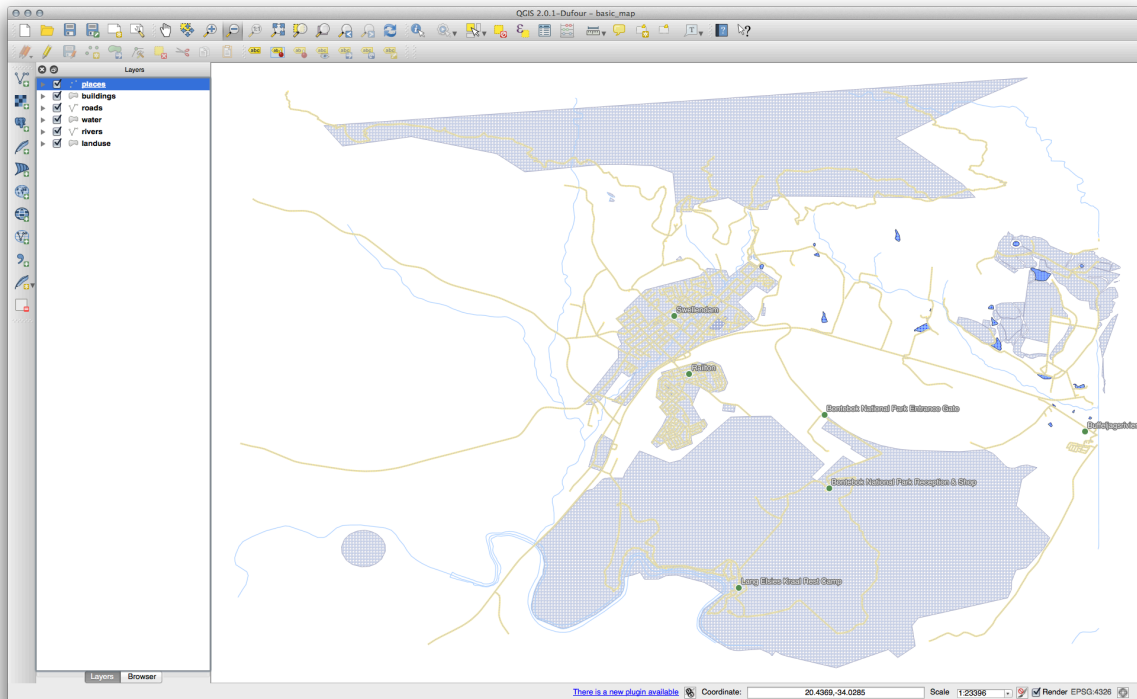 QGIS 2.0.1-Dufour - basic_map
Layers
places
buildings
roads
water
rivers
landuse
Swellendam
Railton
Bontebok National Park Entrance Gate
Buffeljagsrivier
Bontebok National Park Reception & Shop
Lang Elsies Kraal Rest Camp
Layers
Browser
There is a new plugin available
Coordinate:
20.4369,-34.0285
Scale
1:23396
Render
EPSG:4326